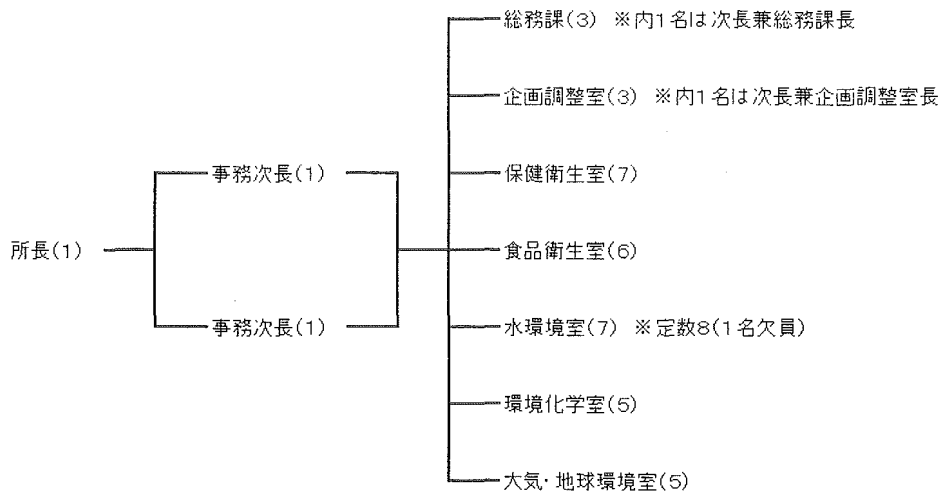 総務課(3) ※内1名は次長兼総務課長
企画調整室(3) ※内1名は次長兼企画調整室長
事務次長(1)
保健衛生室(7)
所長(1)
食品衛生室(6)
事務次長(1)
水環境室(7) ※定数8(1名欠員)
環境化学室(5)
大気・地球環境室(5)